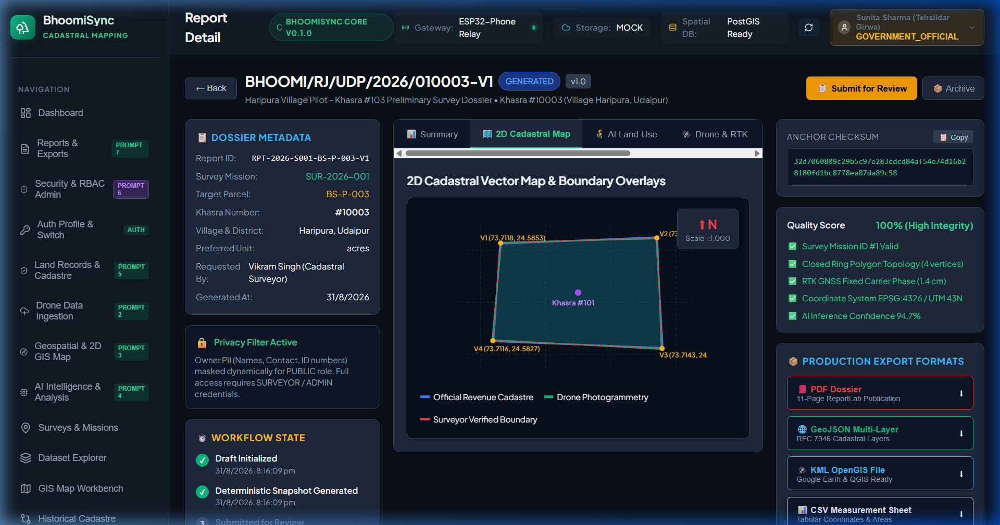 BhoomiSync
CADASTRAL MAPPING
NAVIGATION
Dashboard
Reports &
Exports
PROMPT
7
Security & RBAC
Admin
PROMPT
6
Auth Profile &
Switch
AUTH
Land Records &
Cadastre
PROMPT
5
Drone Data
Ingestion
PROMPT
2
Geospatial & 2D
GIS Map
PROMPT
3
AI Intelligence &
Analysis
PROMPT
4
Surveys & Missions
Dataset Explorer
GIS Map Workbench
Historical Cadastre
Report
Detail
BHOOMISYNC CORE
V0.1.0
Gateway:
ESP32-Phone
Relay
Storage: MOCK
Spatial
DB:
PostGIS
Ready
Sunita Sharma (Tehsildar
Girwa)
GOVERNMENT_OFFICIAL
← Back
BHOOMI/RJ/UDP/2026/010003-V1
GENERATED
v1.0
Haripura Village Pilot - Khasra #103 Preliminary Survey Dossier • Khasra #10003 (Village Haripura, Udaipur)
Submit for Review
Archive
DOSSIER METADATA
Report ID: RPT-2026-S001-BS-P-003-V1
Survey Mission: SUR-2026-001
Target Parcel: BS-P-003
Khasra Number: #10003
Village & District: Haripura, Udaipur
Preferred Unit: acres
Requested
By:
Vikram Singh (Cadastral
Surveyor)
Generated At: 31/8/2026
Privacy Filter Active
Owner PII (Names, Contact, ID numbers)
masked dynamically for PUBLIC role. Full
access requires SURVEYOR / ADMIN
credentials.
WORKFLOW STATE
Draft Initialized
31/8/2026, 8:16:09 pm
Deterministic Snapshot Generated
31/8/2026, 8:16:09 pm
3
Submitted for Review
Summary
2D Cadastral Map
AI Land-Use
Drone & RTK
2D Cadastral Vector Map & Boundary Overlays
N
Scale 1:1,000
V1 (73.7118, 24.5853)
V2 (73
Khasra #101
V4 (73.7116, 24.5827)
V3 (73.7143, 24.
Official Revenue Cadastre
Drone Photogrammetry
Surveyor Verified Boundary
ANCHOR CHECKSUM
Copy
32d7060809c29b5c97e283cdcd84af54e74d16b2
8180fd1bc8778ea87da89c58
Quality Score 100% (High Integrity)
Survey Mission ID #1 Valid
Closed Ring Polygon Topology (4 vertices)
RTK GNSS Fixed Carrier Phase (1.4 cm)
Coordinate System EPSG:4326 / UTM 43N
AI Inference Confidence 94.7%
PRODUCTION EXPORT FORMATS
PDF Dossier
11-Page ReportLab Publication
GeoJSON Multi-Layer
RFC 7946 Cadastral Layers
KML OpenGIS File
Google Earth & QGIS Ready
CSV Measurement Sheet
Tabular Coordinates & Areas